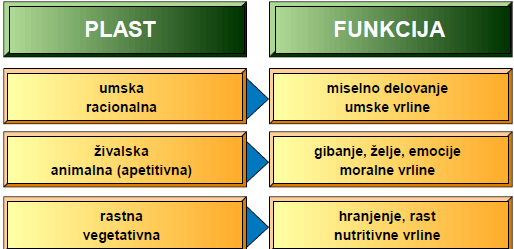 PLAST
FUNKCIJA
umska
racionalna
miselno delovanje
umske vrline
živalska
animalna (apetitivna)
gibanje, želje, emocije
moralne vrline
rastna
vegetativna
hranjenje, rast
nutritivne vrline